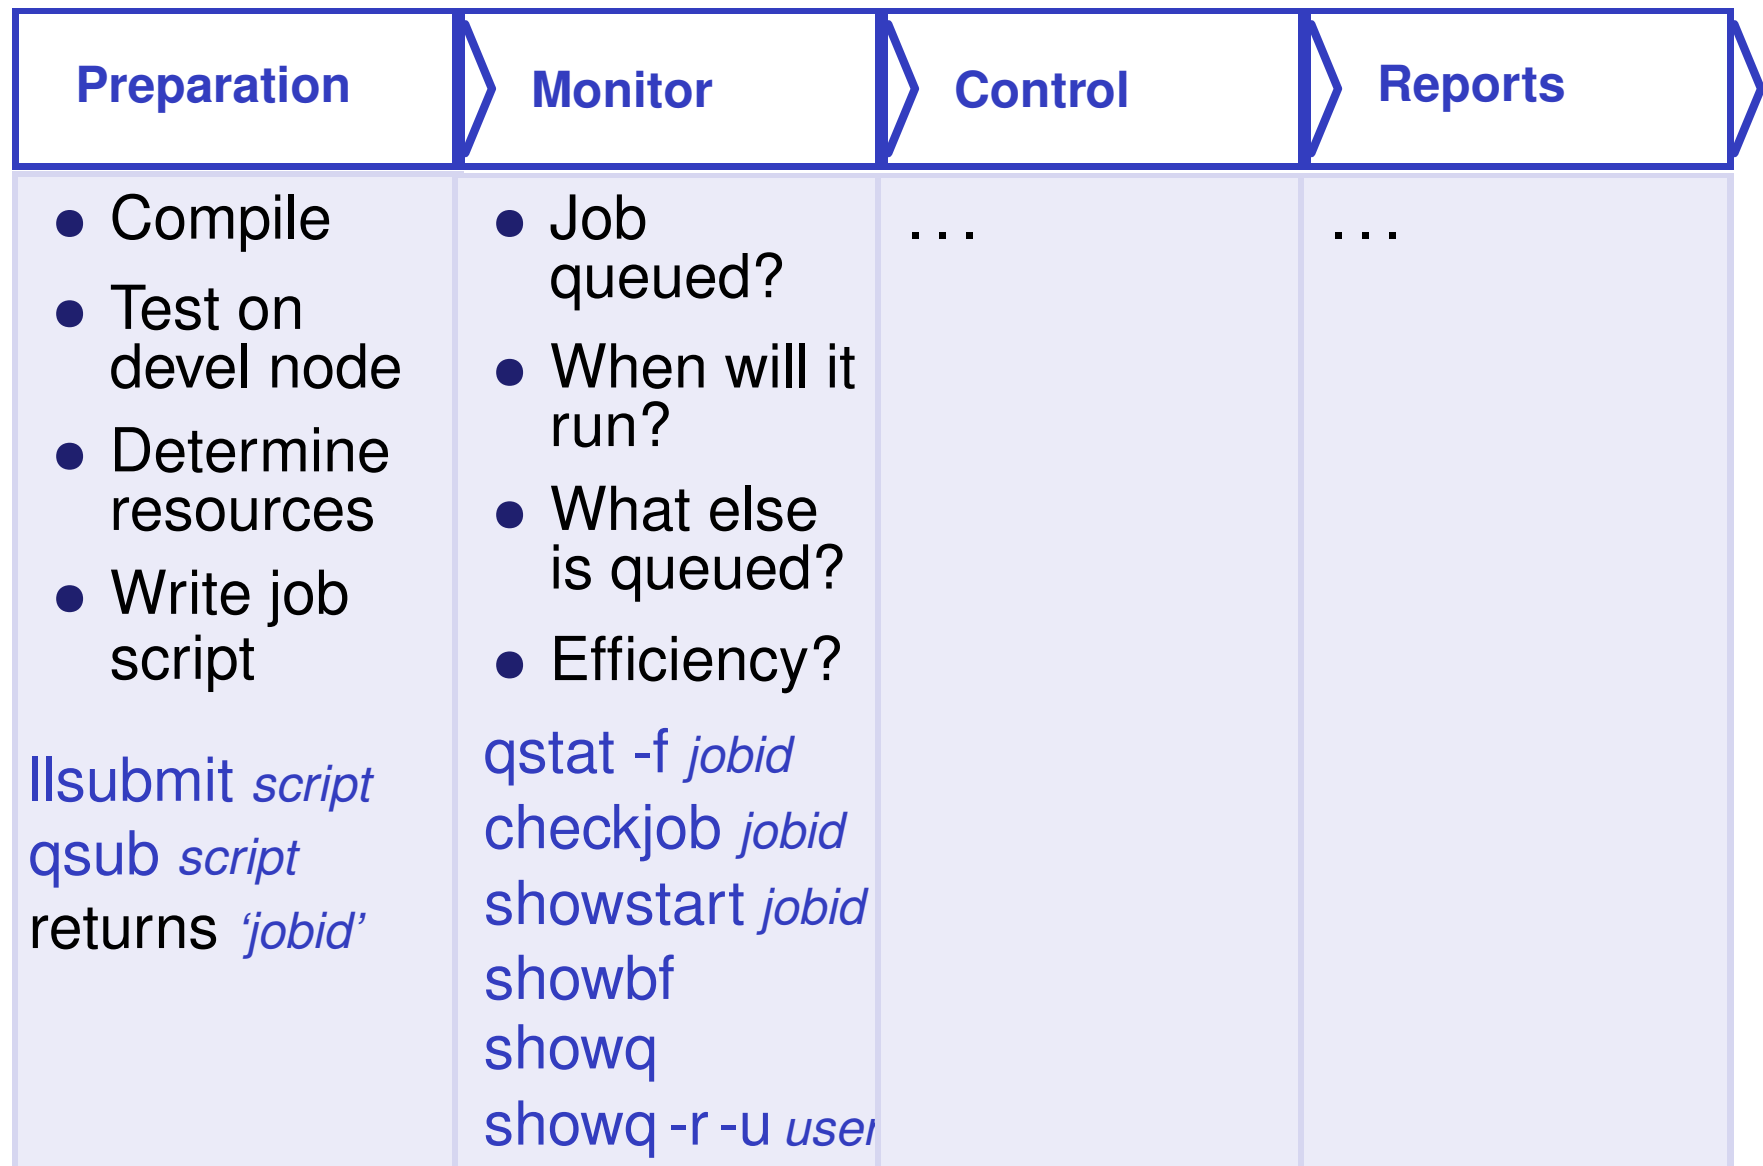 Preparation
Monitor
Control
Reports
• Compile
• Test on
devel node
• Determine
resources
• Write job
script
llsubmit script
qsub script
returns ‘jobid’
• Job
queued?
• When will it
run?
• What else
is queued?
• Efficiency?
qstat -f jobid
checkjob jobid
showstart jobid
showbf
showq
showq -r -u user
. . .
. . .